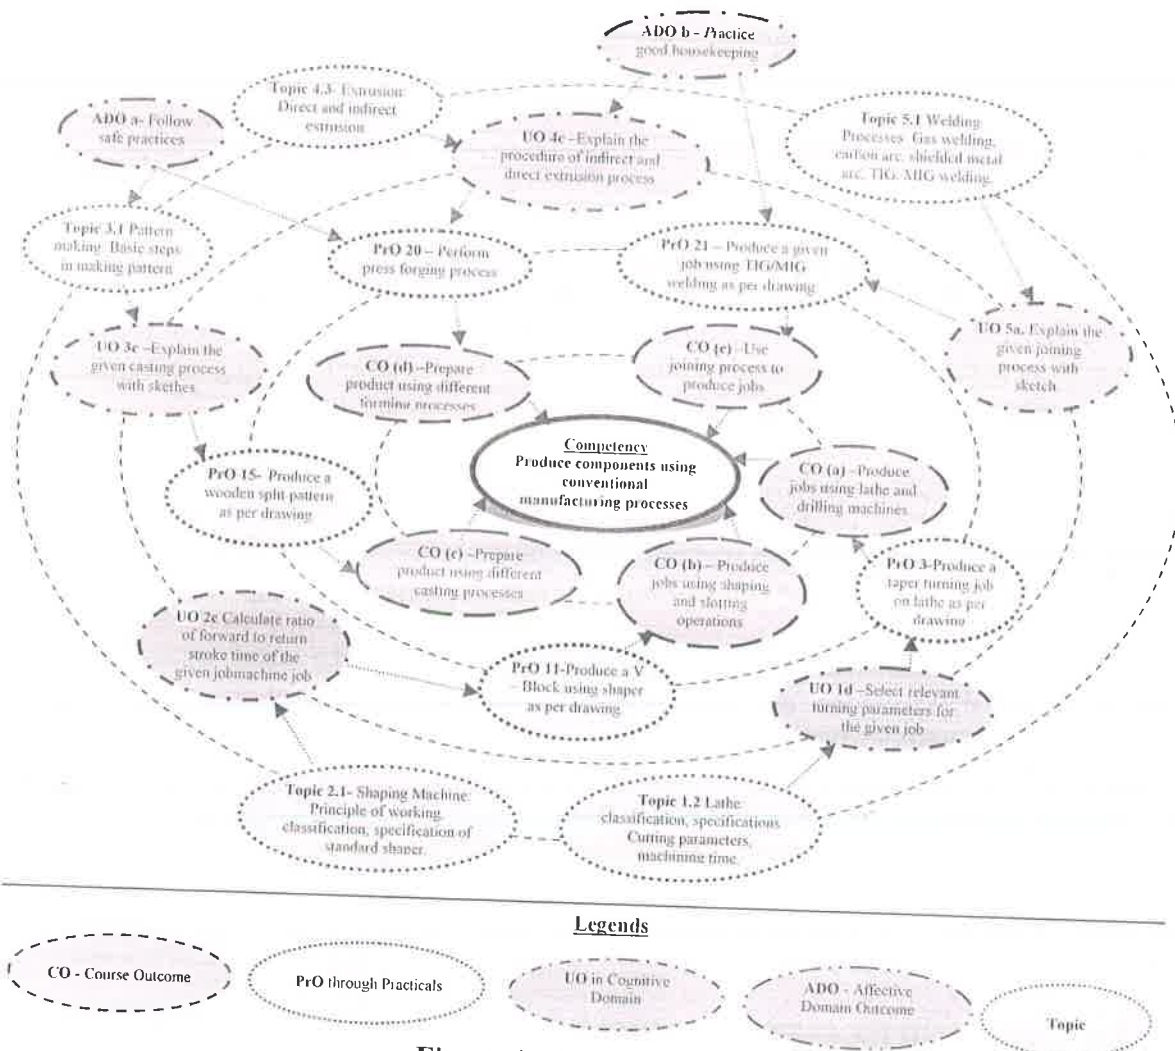 ADO b - Practice
good housekeeping
Topic 4.3- Extrusion:
Direct and indirect
extrusion
ADO a- Follow
safe practices
UO 4c –Explain the
procedure of indirect and
direct extrusion process
Topic 5.1 Welding
Processes Gas welding,
carbon arc, shielded metal
arc, TIG, MIG welding.
Topic 3.1 Pattern
making: Basic steps
in making pattern
PrO 20 – Perform
press forging process
PrO 21 – Produce a given
job using TIG/MIG
welding as per drawing
UO 3c –Explain the
given casting process
with skethes
CO (d) –Prepare
product using different
forming processes
CO (e) –Use
joining process to
produce jobs
UO 5a. Explain the
given joining
process with
sketch
Competency
Produce components using
conventional
manufacturing processes
PrO 15- Produce a
wooden split pattern
as per drawing
CO (a) –Produce
jobs using lathe and
drilling machines
CO (c) –Prepare
product using different
casting processes
CO (b) – Produce
jobs using shaping
and slotting
operations
PrO 3-Produce a
taper turning job
on lathe as per
drawing
UO 2c Calculate ratio
of forward to return
stroke time of the
given jobmachine job
PrO 11-Produce a V
– Block using shaper
as per drawing
UO 1d –Select relevant
turning parameters for
the given job
Topic 2.1- Shaping Machine:
Principle of working,
classification, specification of
standard shaper.
Topic 1.2 Lathe
classification, specifications
Cutting parameters,
machining time
Legends
CO - Course Outcome
PrO through Practicals
UO in Cognitive
Domain
ADO - Affective
Domain Outcome
Topic